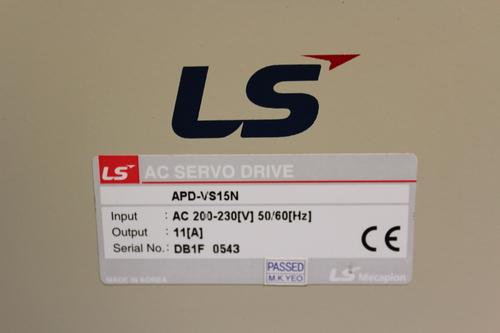 LS
LS AC SERVO DRIVE
APD-VS15N
Input : AC 200-230[V] 50/60[Hz]
Output : 11[A]
Serial No.: DB1F 0543
CE
PASSED
M.K.YEO
MADE IN KOREA
LS Mecapion